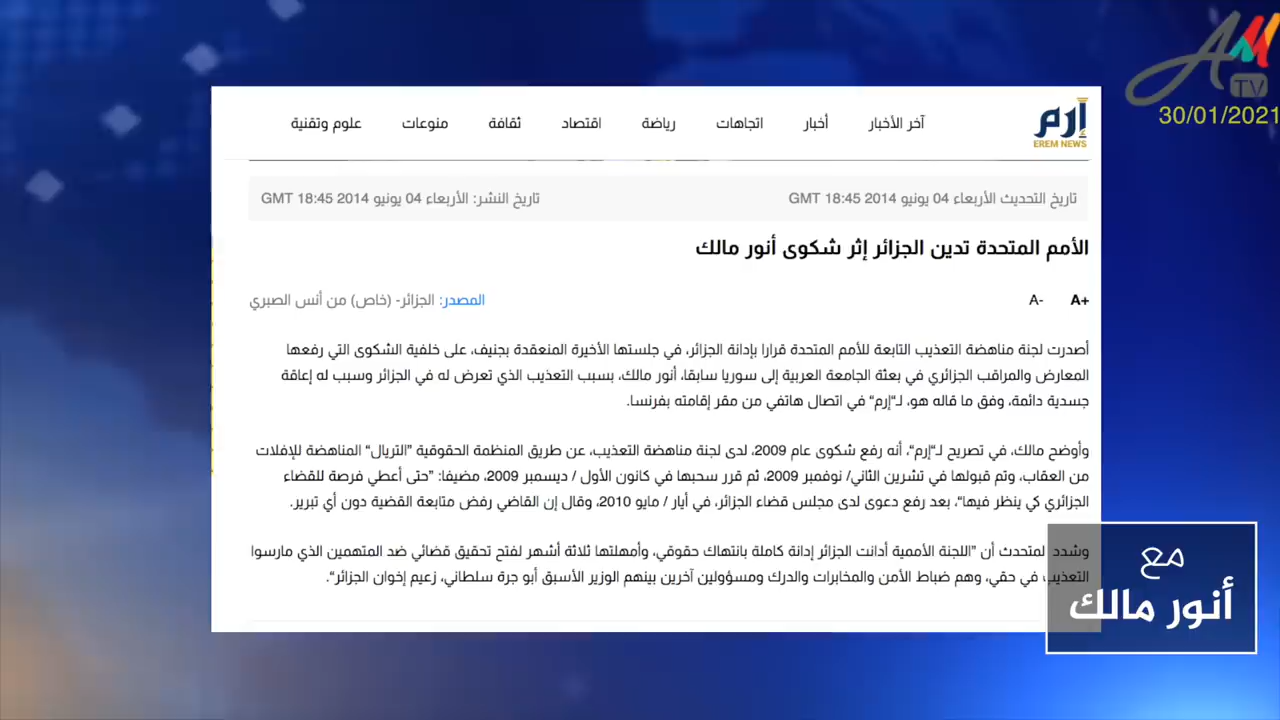 AM
TV
30/01/2021
إرم
EREM NEWS
آخر الأخبار أخبار اتجاهات رياضة اقتصاد ثقافة منوعات علوم وتقنية
تاريخ التحديث الأربعاء 04 يونيو 2014 18:45 GMT تاريخ النشر: الأربعاء 04 يونيو 2014 18:45 GMT
الأمم المتحدة تدين الجزائر إثر شكوى أنور مالك
A+ A- المصدر: الجزائر- (خاص) من أنس الصبري
أصدرت لجنة مناهضة التعذيب التابعة للأمم المتحدة قرارا بإدانة الجزائر، في جلستها الأخيرة المنعقدة بجنيف، على خلفية الشكوى التي رفعها
المعارض والمراقب الجزائري في بعثة الجامعة العربية إلى سوريا سابقا، أنور مالك، بسبب التعذيب الذي تعرض له في الجزائر وسبب له إعاقة
جسدية دائمة، وفق ما قاله هو، لـ“إرم“ في اتصال هاتفي من مقر إقامته بفرنسا.
وأوضح مالك، في تصريح لـ“إرم“، أنه رفع شكوى عام 2009، لدى لجنة مناهضة التعذيب، عن طريق المنظمة الحقوقية ”التريال“ المناهضة للإفلات
من العقاب، وتم قبولها في تشرين الثاني/ نوفمبر 2009، ثم قرر سحبها في كانون الأول / ديسمبر 2009، مضيفا: ”حتى أعطي فرصة للقضاء
الجزائري كي ينظر فيها“، بعد رفع دعوى لدى مجلس قضاء الجزائر، في أيار / مايو 2010، وقال إن القاضي رفض متابعة القضية دون أي تبرير.
وشدد المتحدث أن ”اللجنة الأممية أدانت الجزائر إدانة كاملة بانتهاك حقوقي، وأمهلتها ثلاثة أشهر لفتح تحقيق قضائي ضد المتهمين الذي مارسوا
التعذيب في حقي، وهم ضباط الأمن والمخابرات والدرك ومسؤولين آخرين بينهم الوزير الأسبق أبو جرة سلطاني، زعيم إخوان الجزائر“.
مع
أنور مالك